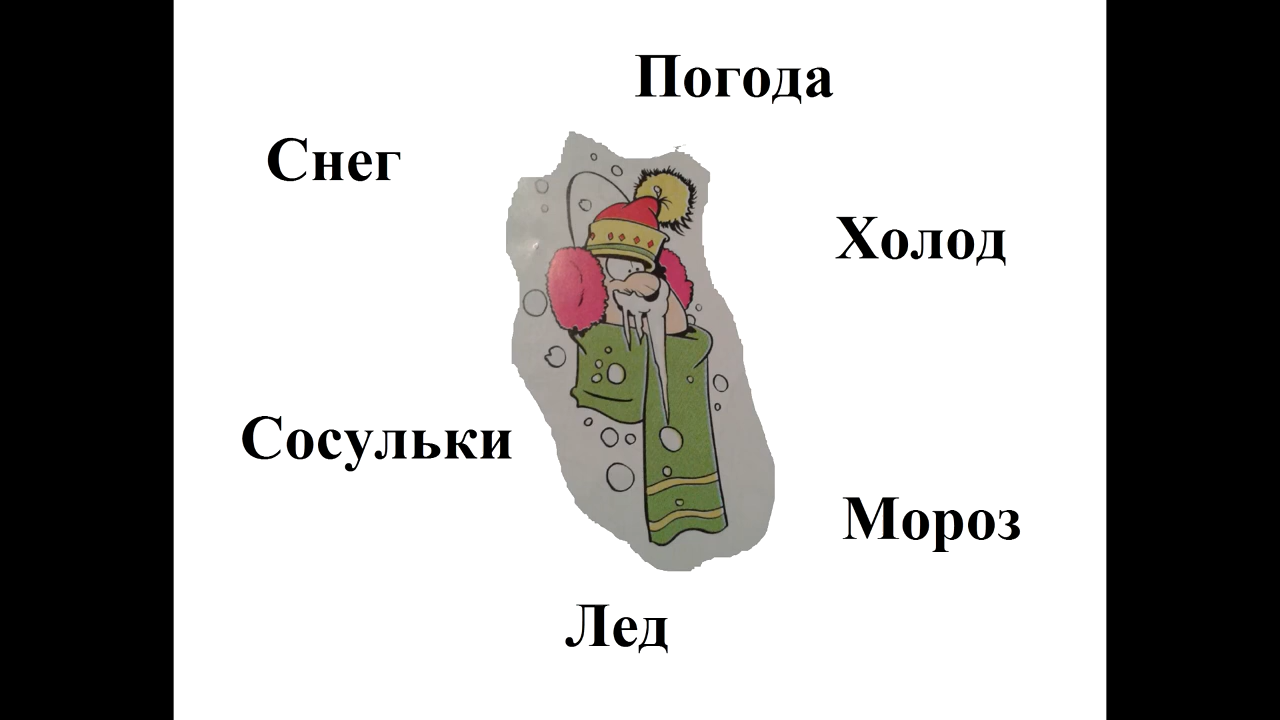 Погода
Снег
Холод
Сосульки
Мороз
Лед